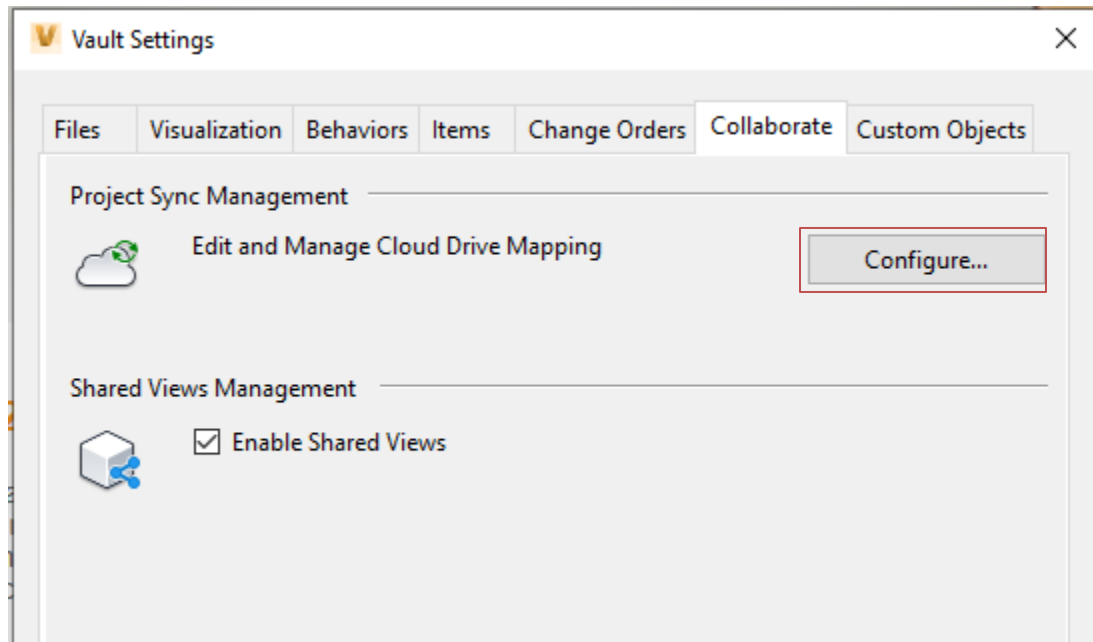 Vault Settings
Files Visualization Behaviors Items Change Orders Collaborate Custom Objects
Project Sync Management
Edit and Manage Cloud Drive Mapping
Configure...
Shared Views Management
Enable Shared Views